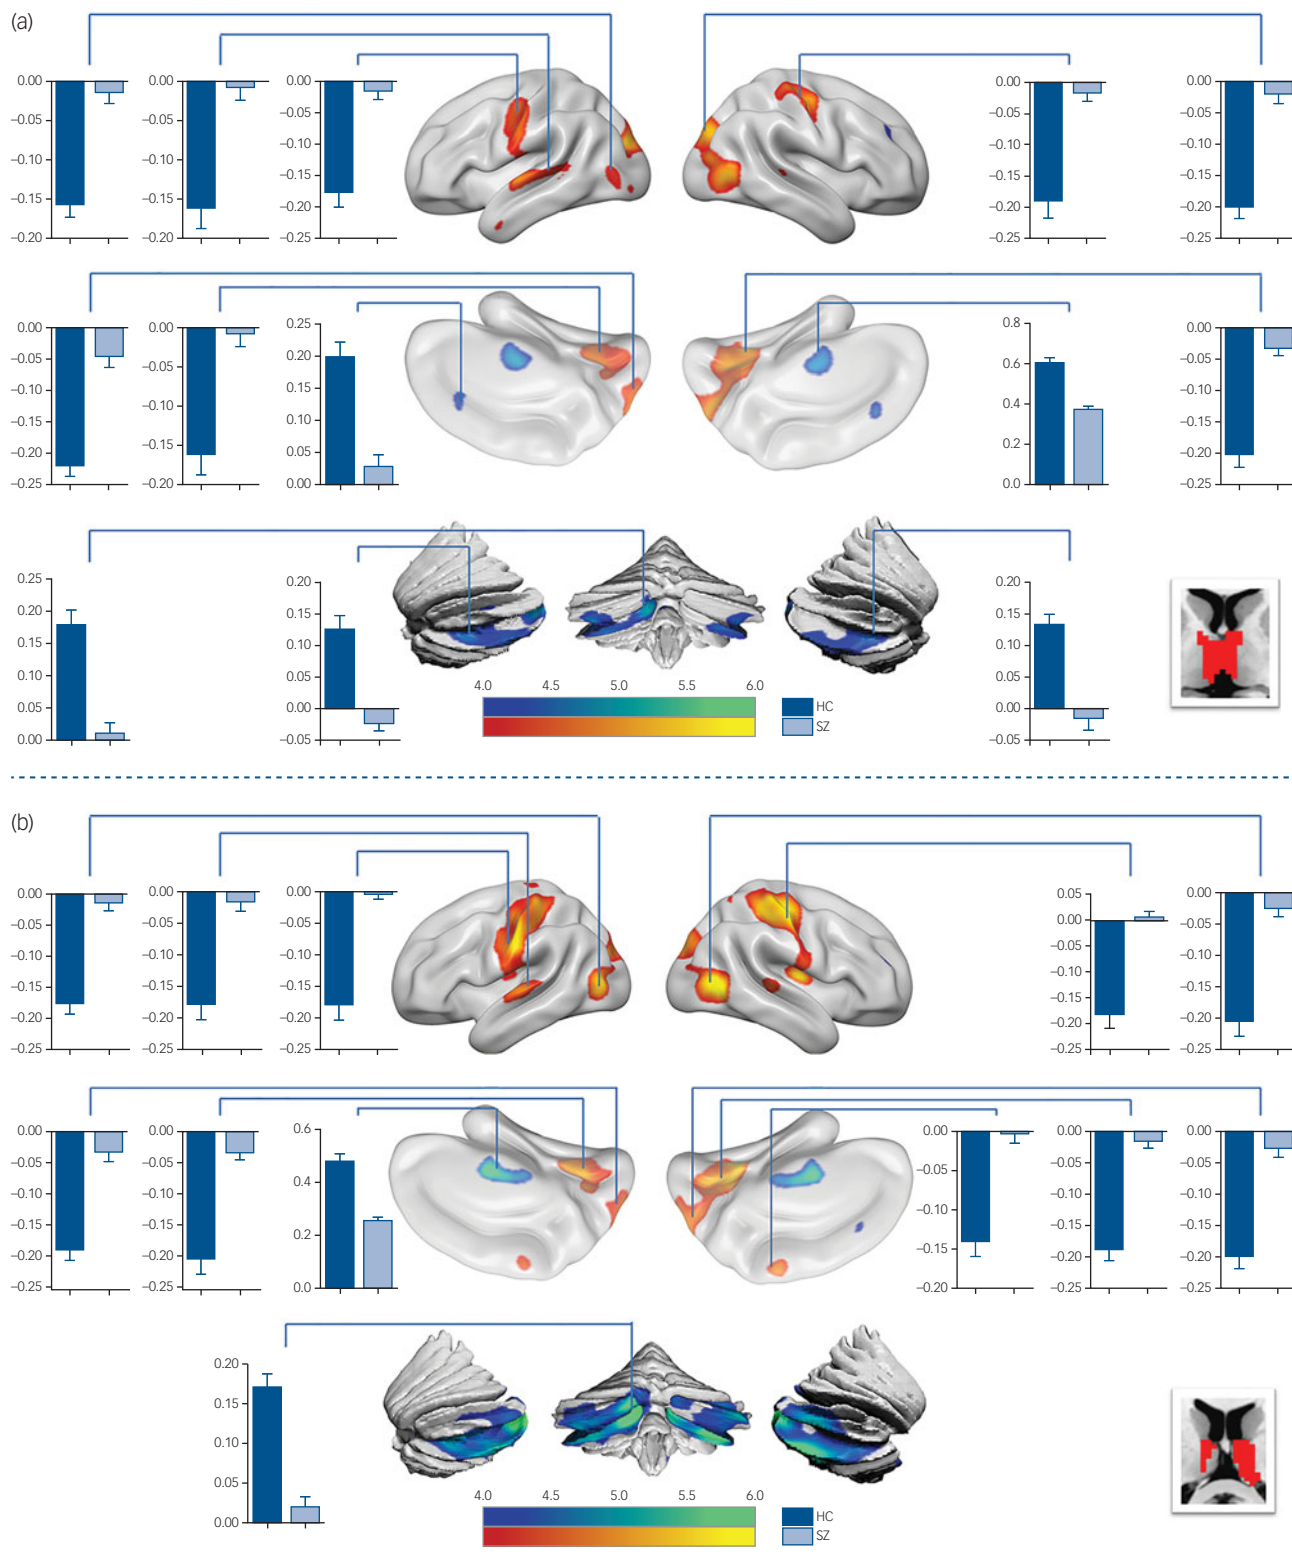 (a)
0.00 0.00 0.00 0.00 0.00
–0.05 –0.05 –0.05 –0.05 –0.05
–0.10 –0.10 –0.10 –0.10 –0.10
–0.15 –0.15 –0.15 –0.15 –0.15
–0.20 –0.20 –0.20 –0.20 –0.20
–0.25 –0.25 –0.25
0.00 0.00 0.25 0.8 0.00
–0.05 –0.05 0.20 0.6 –0.05
–0.10 –0.10 0.15 0.4 –0.10
–0.15 –0.15 0.10 0.2 –0.15
–0.20 –0.20 0.05 0.0 –0.20
–0.25 0.00 –0.25
0.25 0.20 0.20
0.20 0.15 0.15
0.15 0.10 0.10
0.10 0.05 0.05
0.05 0.00 0.00
0.00 –0.05 –0.05
4.0 4.5 5.0 5.5 6.0
HC
SZ
(b)
0.00 0.00 0.00 0.05 0.00
–0.05 –0.05 –0.05 0.00 –0.05
–0.10 –0.10 –0.10 –0.05 –0.10
–0.15 –0.15 –0.15 –0.10 –0.15
–0.20 –0.20 –0.20 –0.15 –0.20
–0.25 –0.25 –0.25 –0.20 –0.25
–0.25
0.00 0.00 0.6 0.00 0.00 0.00
–0.05 –0.05 0.4 –0.05 –0.05 –0.05
–0.10 –0.10 0.2 –0.10 –0.10 –0.10
–0.15 –0.15 0.0 –0.15 –0.15 –0.15
–0.20 –0.20 –0.20 –0.20 –0.20
–0.25 –0.25 –0.25 –0.25
0.20
0.15
0.10
0.05
0.00
4.0 4.5 5.0 5.5 6.0
HC
SZ